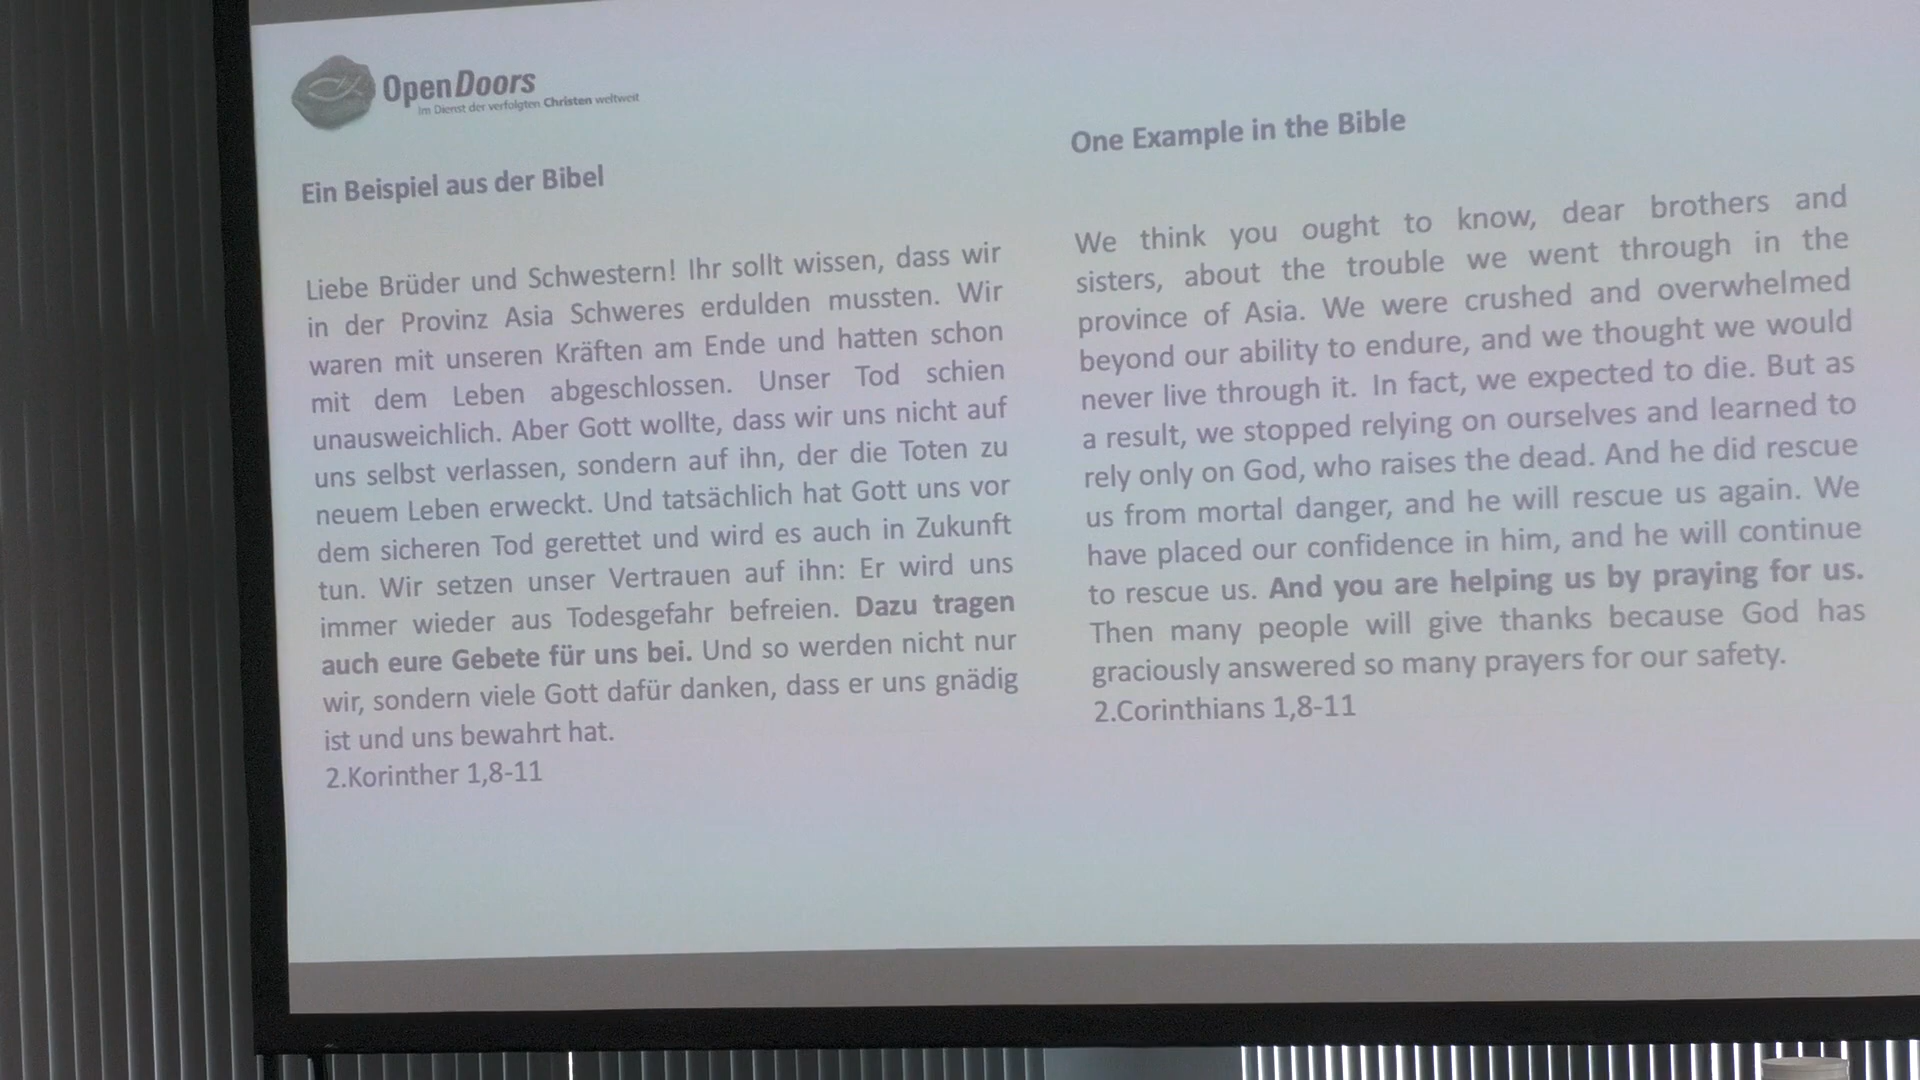 OpenDoors
Im Dienst der verfolgten Christen weltweit
Ein Beispiel aus der Bibel
Liebe Brüder und Schwestern! Ihr sollt wissen, dass wir
in der Provinz Asia Schweres erdulden mussten. Wir
waren mit unseren Kräften am Ende und hatten schon
mit dem Leben abgeschlossen. Unser Tod schien
unausweichlich. Aber Gott wollte, dass wir uns nicht auf
uns selbst verlassen, sondern auf ihn, der die Toten zu
neuem Leben erweckt. Und tatsächlich hat Gott uns vor
dem sicheren Tod gerettet und wird es auch in Zukunft
tun. Wir setzen unser Vertrauen auf ihn: Er wird uns
immer wieder aus Todesgefahr befreien. Dazu tragen
auch eure Gebete für uns bei. Und so werden nicht nur
wir, sondern viele Gott dafür danken, dass er uns gnädig
ist und uns bewahrt hat.
2.Korinther 1,8-11
One Example in the Bible
We think you ought to know, dear brothers and
sisters, about the trouble we went through in the
province of Asia. We were crushed and overwhelmed
beyond our ability to endure, and we thought we would
never live through it. In fact, we expected to die. But as
a result, we stopped relying on ourselves and learned to
rely only on God, who raises the dead. And he did rescue
us from mortal danger, and he will rescue us again. We
have placed our confidence in him, and he will continue
to rescue us. And you are helping us by praying for us.
Then many people will give thanks because God has
graciously answered so many prayers for our safety.
2.Corinthians 1,8-11